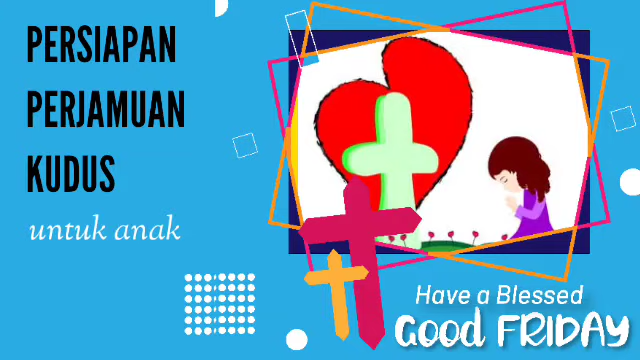 PERSIAPAN
PERJAMUAN
KUDUS
untuk anak
Have a Blessed
Good FRIDAY